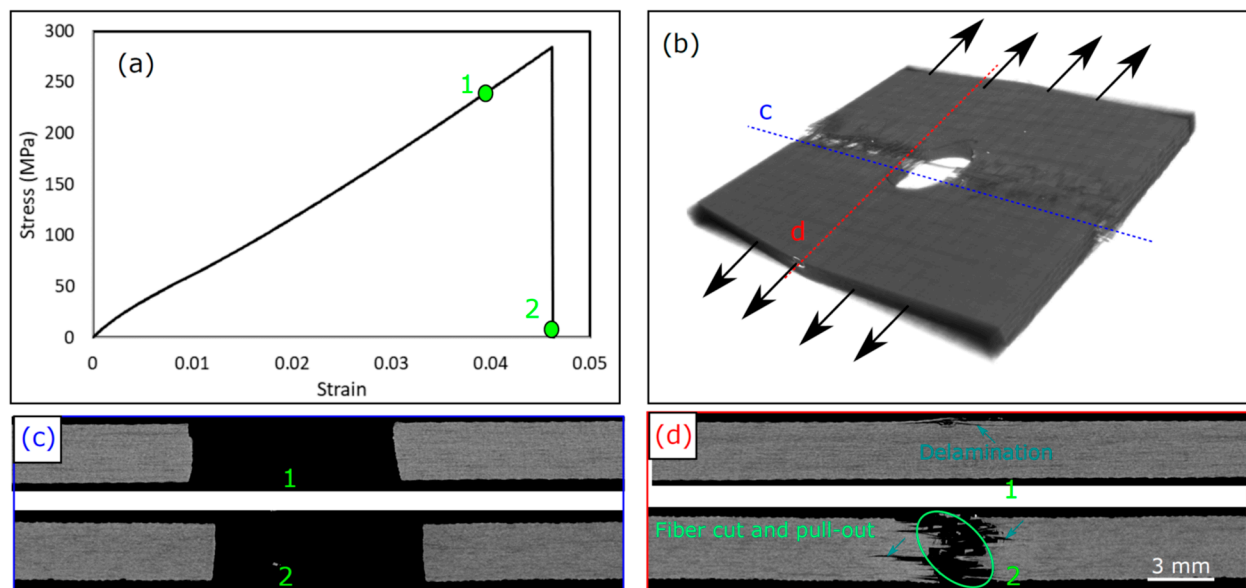 (a)
300
250
200
150
100
50
0
Stress (MPa)
1
2
0 0.01 0.02 0.03 0.04 0.05
Strain
(b)
c
d
(c)
1
2
(d)
Delamination
1
Fiber cut and pull-out
2
3 mm